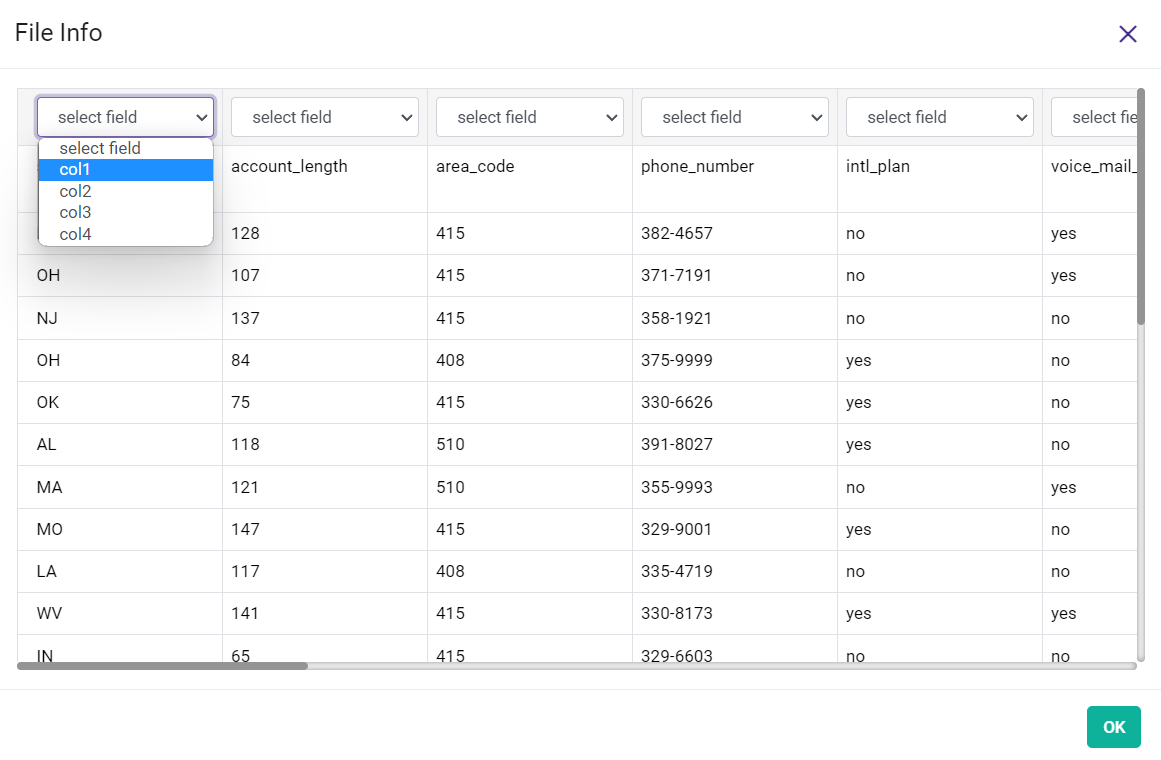 File Info
select field select field select field select field select field select fie
select field
col1
col2
col3
col4
account_length area_code phone_number intl_plan voice_mail_
128 415 382-4657 no yes
OH 107 415 371-7191 no yes
NJ 137 415 358-1921 no no
OH 84 408 375-9999 yes no
OK 75 415 330-6626 yes no
AL 118 510 391-8027 yes no
MA 121 510 355-9993 no yes
MO 147 415 329-9001 yes no
LA 117 408 335-4719 no no
WV 141 415 330-8173 yes yes
IN 65 415 329-6603 no no
OK